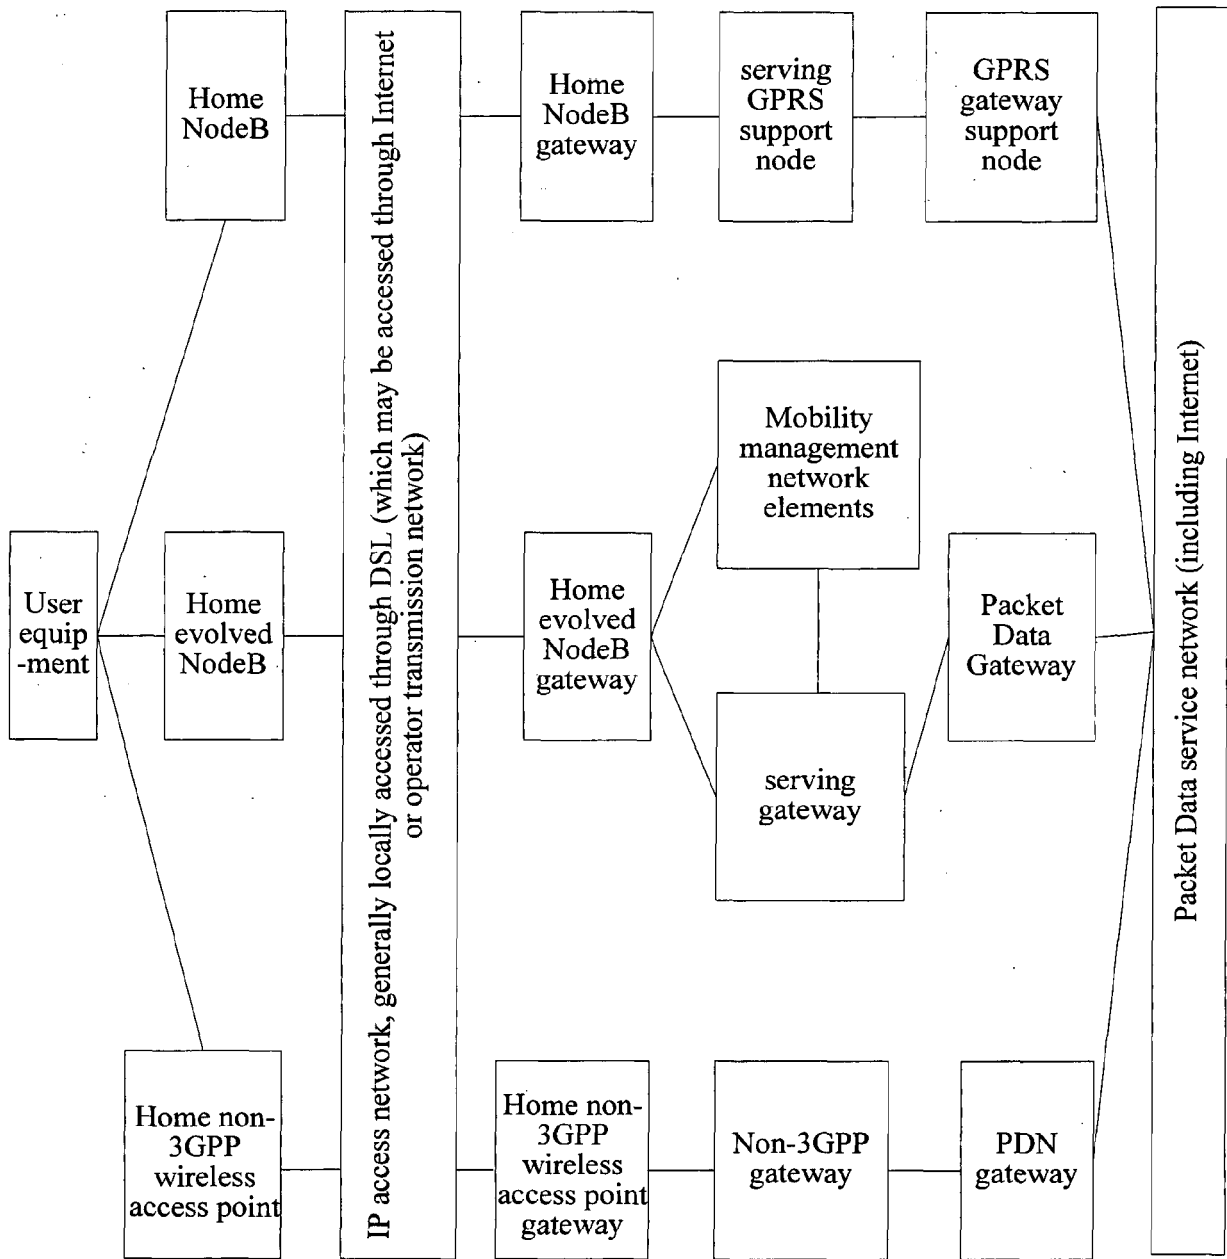 Home
NodeB
Home
NodeB
gateway
serving
GPRS
support
node
GPRS
gateway
support
node
User
equip
-ment
Home
evolved
NodeB
IP access network, generally locally accessed through DSL (which may be accessed through Internet
or operator transmission network)
Home
evolved
NodeB
gateway
Mobility
management
network
elements
serving
gateway
Packet
Data
Gateway
Packet Data service network (including Internet)
Home non-
3GPP
wireless
access point
Home non-
3GPP
wireless
access point
gateway
Non-3GPP
gateway
PDN
gateway